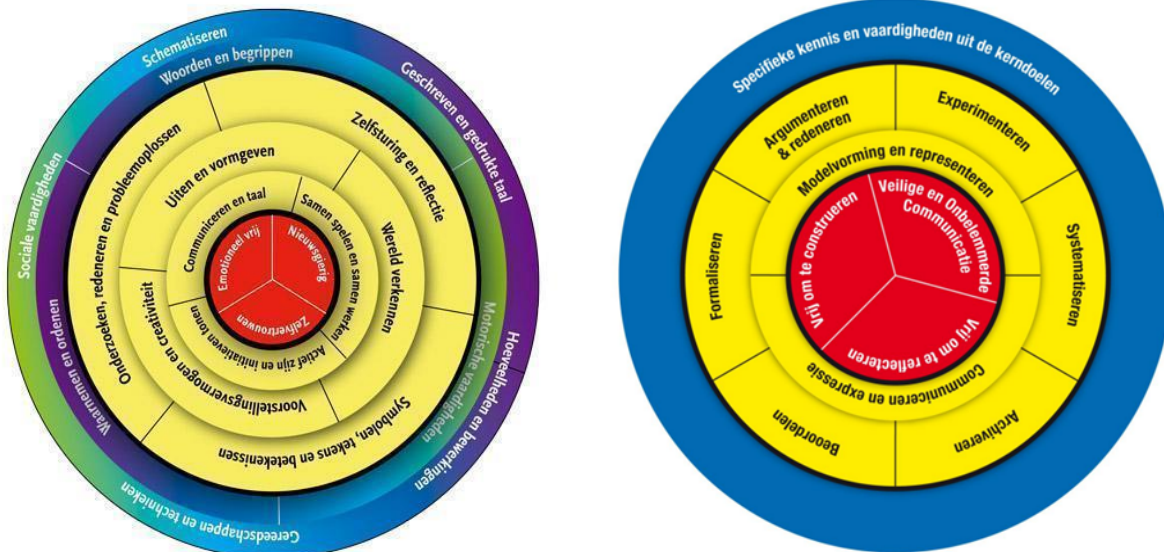 Schematiseren
Woorden en begrippen
Geschreven en gedrukte taal
Sociale vaardigheden
Waarnemen en ordenen
Motorische vaardigheden
Hoeveelheden en bewerkingen
Gereedschappen en technieken
Onderzoeken, redeneren en probleemoplossen
Zelfsturing en reflectie
Symbolen, tekens en betekenissen
Uiten en vormgeven
Wereld verkennen
Voorstellingsvermogen en creativiteit
Communiceren en taal
Samen spelen en samen werken
Actief zijn en initiatieven tonen
Emotioneel vrij
Nieuwsgierig
Zelfvertrouwen
Specifieke kennis en vaardigheden uit de kerndoelen
Argumenteren
& redeneren
Experimenteren
Formaliseren
Systematiseren
Beoordelen
Archiveren
Modelvorming en representeren
Communiceren en expressie
Vrij om te construeren
Veilige en Onbelemmerde
Communicatie
Vrij om te reflecteren